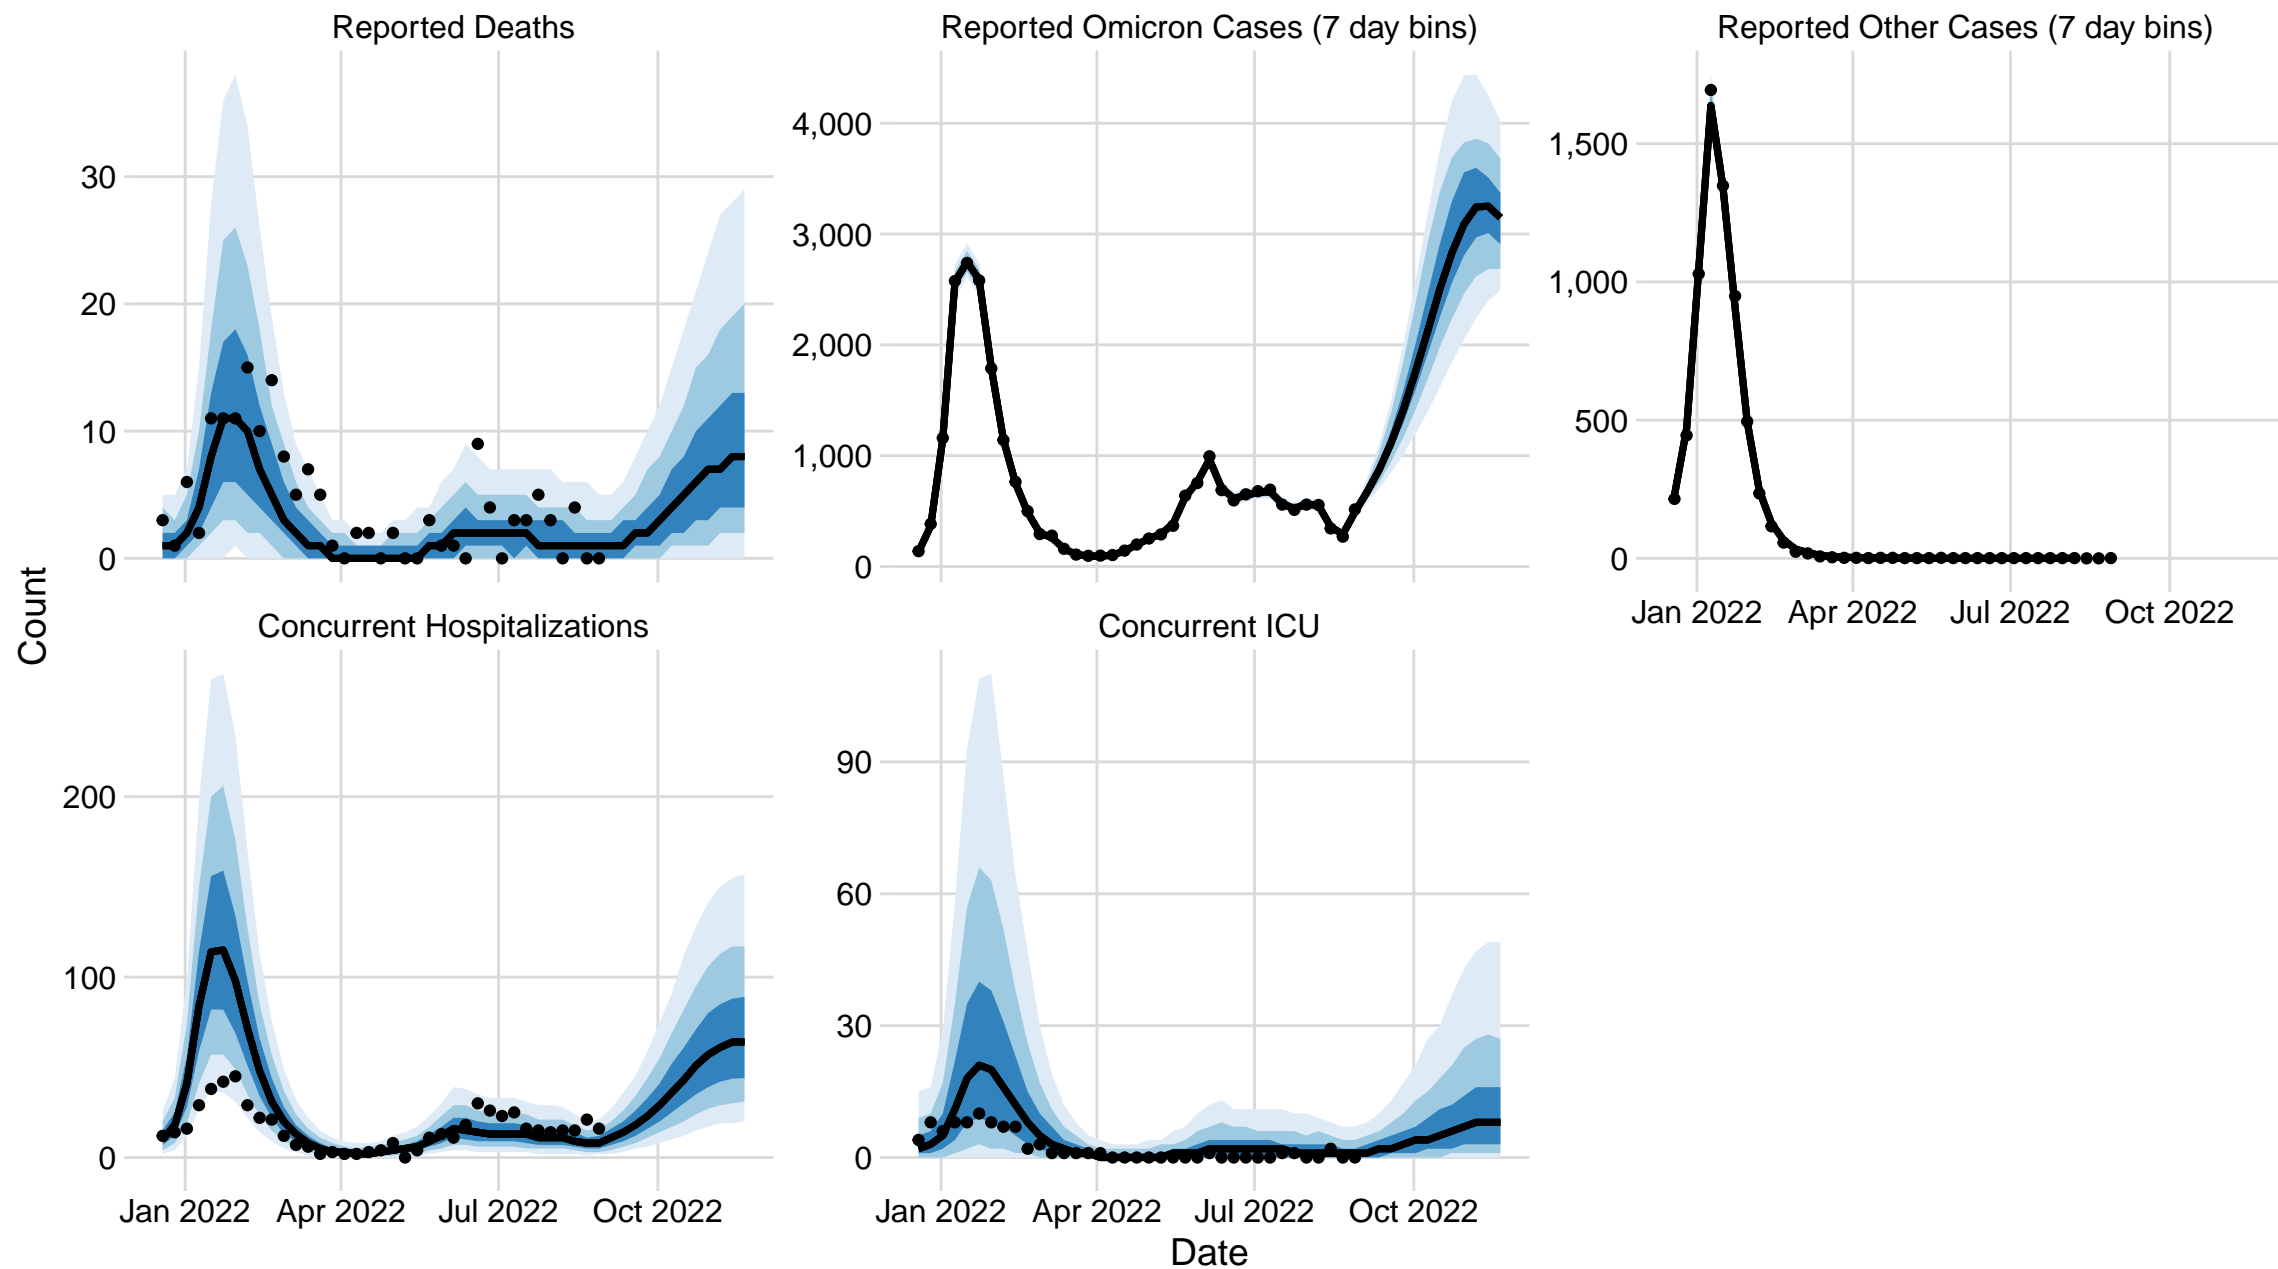 Reported Deaths
Reported Omicron Cases (7 day bins)
Reported Other Cases (7 day bins)
30
20
10
0
4,000
3,000
2,000
1,000
0
1,500
1,000
500
0
Jan 2022 Apr 2022 Jul 2022 Oct 2022
Count
Concurrent Hospitalizations
Concurrent ICU
200
100
0
90
60
30
0
Jan 2022 Apr 2022 Jul 2022 Oct 2022
Jan 2022 Apr 2022 Jul 2022 Oct 2022
Date